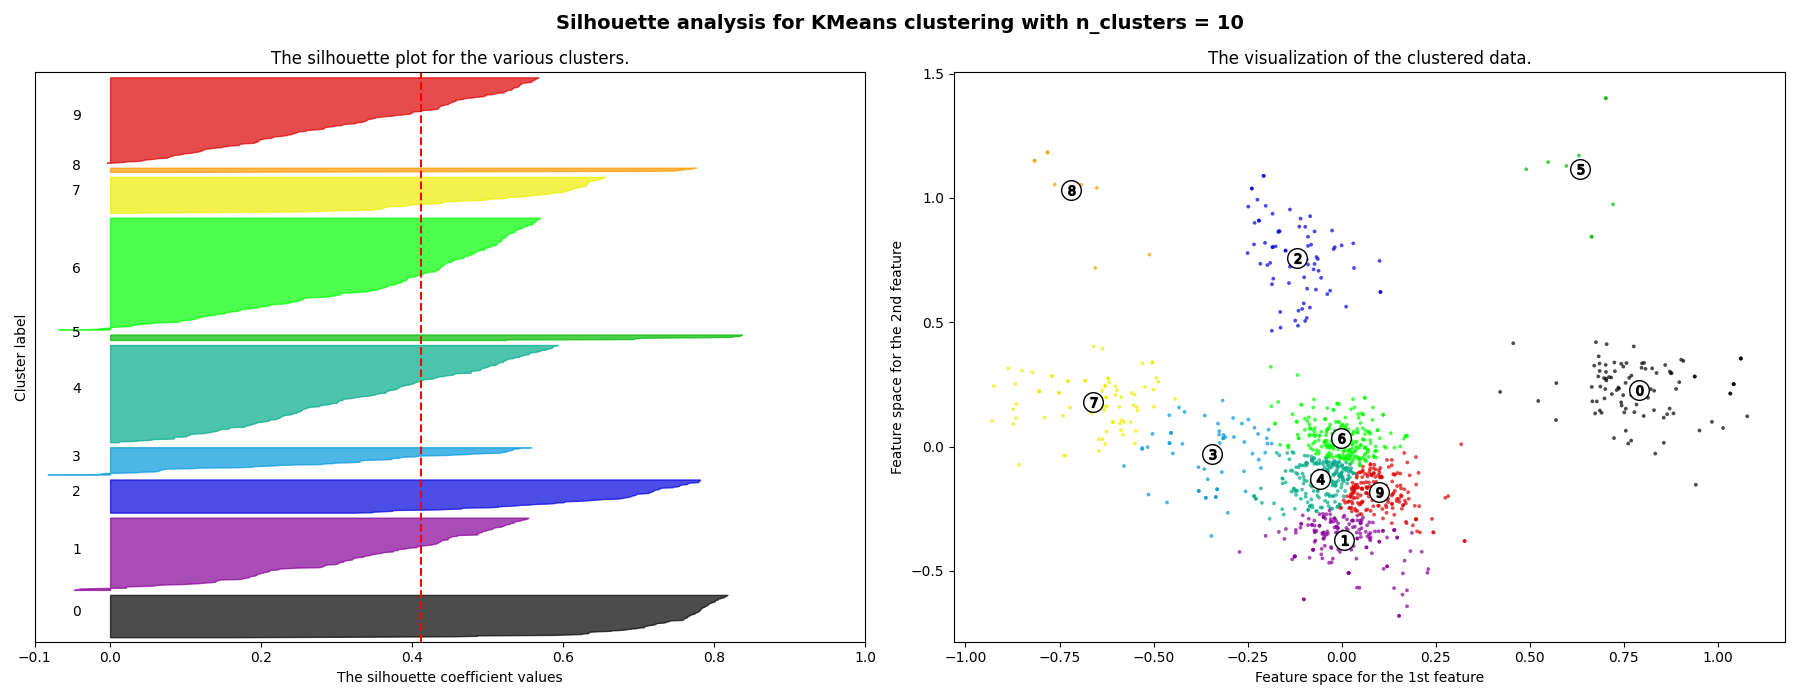 Silhouette analysis for KMeans clustering with n_clusters = 10
The silhouette plot for the various clusters.
Cluster label
9
8
7
6
5
4
3
2
1
0
−0.1 0.0 0.2 0.4 0.6 0.8 1.0
The silhouette coefficient values
The visualization of the clustered data.
Feature space for the 2nd feature
1.5
1.0
0.5
0.0
−0.5
8
5
2
0
7
6
3
4
9
1
−1.00 −0.75 −0.50 −0.25 0.00 0.25 0.50 0.75 1.00
Feature space for the 1st feature